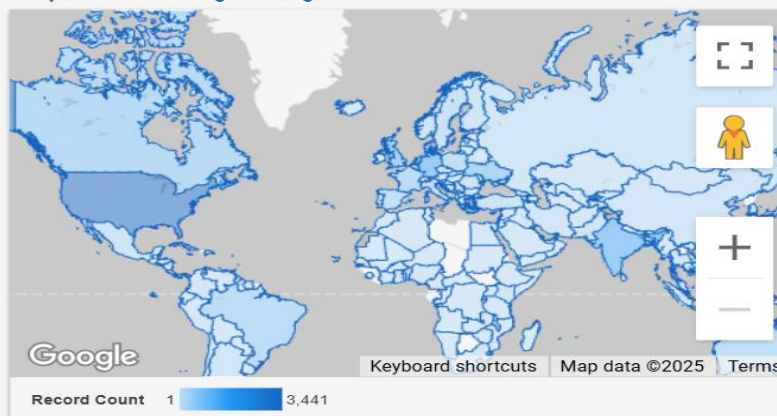 Google
Keyboard shortcuts
Map data ©2025
Terms
Record Count 1 3,441